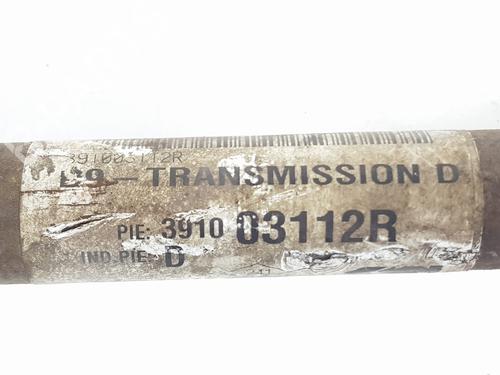 391003112R
-TRANSMISSION D
PIE: 3910 03112R
IND.PIE: D